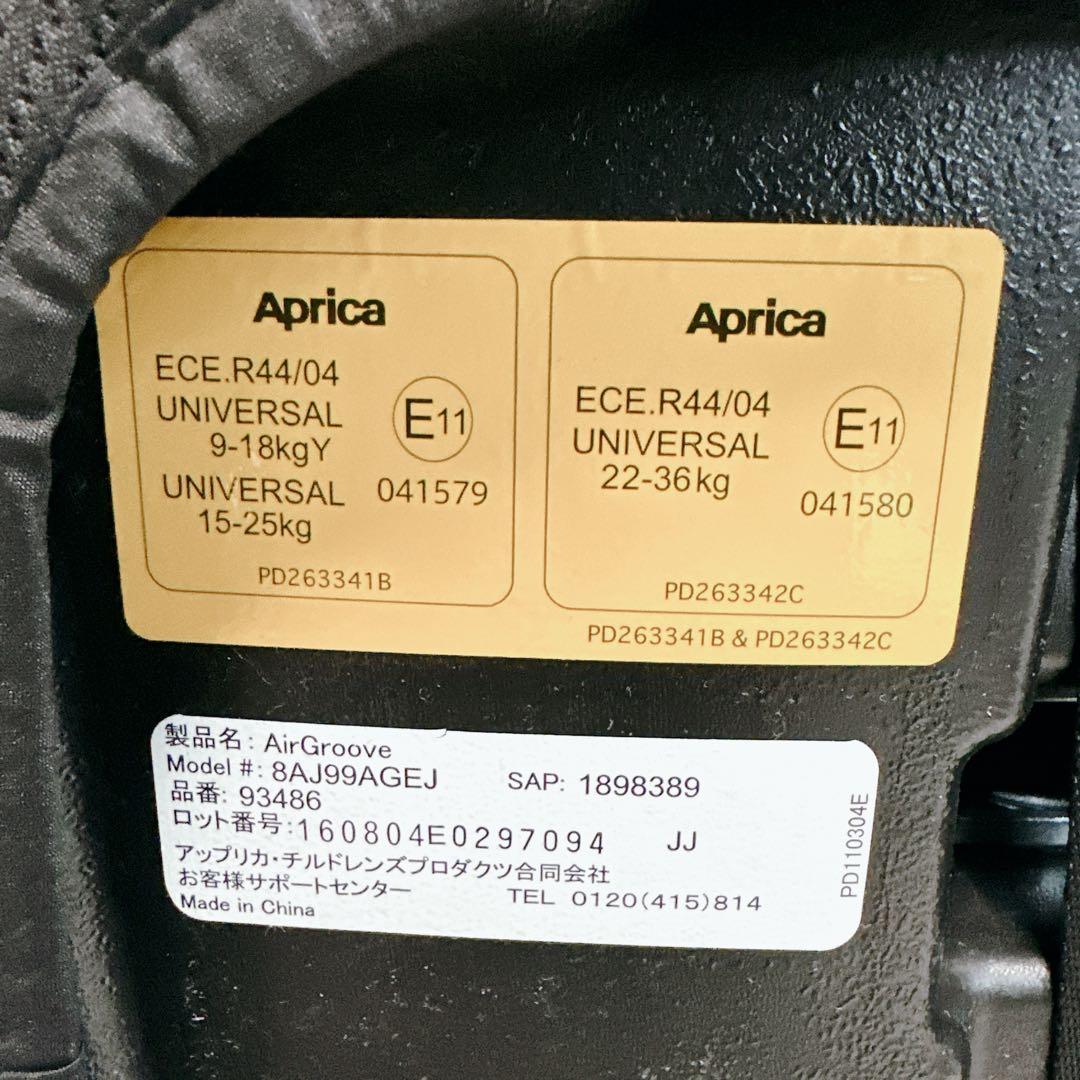 Aprica
ECE.R44/04
UNIVERSAL
9-18kgY
UNIVERSAL
15-25kg
E11
041579
PD263341B
Aprica
ECE.R44/04
UNIVERSAL
22-36kg
E11
041580
PD263342C
PD263341B & PD263342C
製品名: AirGroove
Model #: 8AJ99AGEJ SAP: 1898389
品番: 93486
ロット番号:160804E0297094 JJ
アップリカ・チルドレンズプロダクツ合同会社
お客様サポートセンター TEL 0120(415)814
Made in China
PD110304E